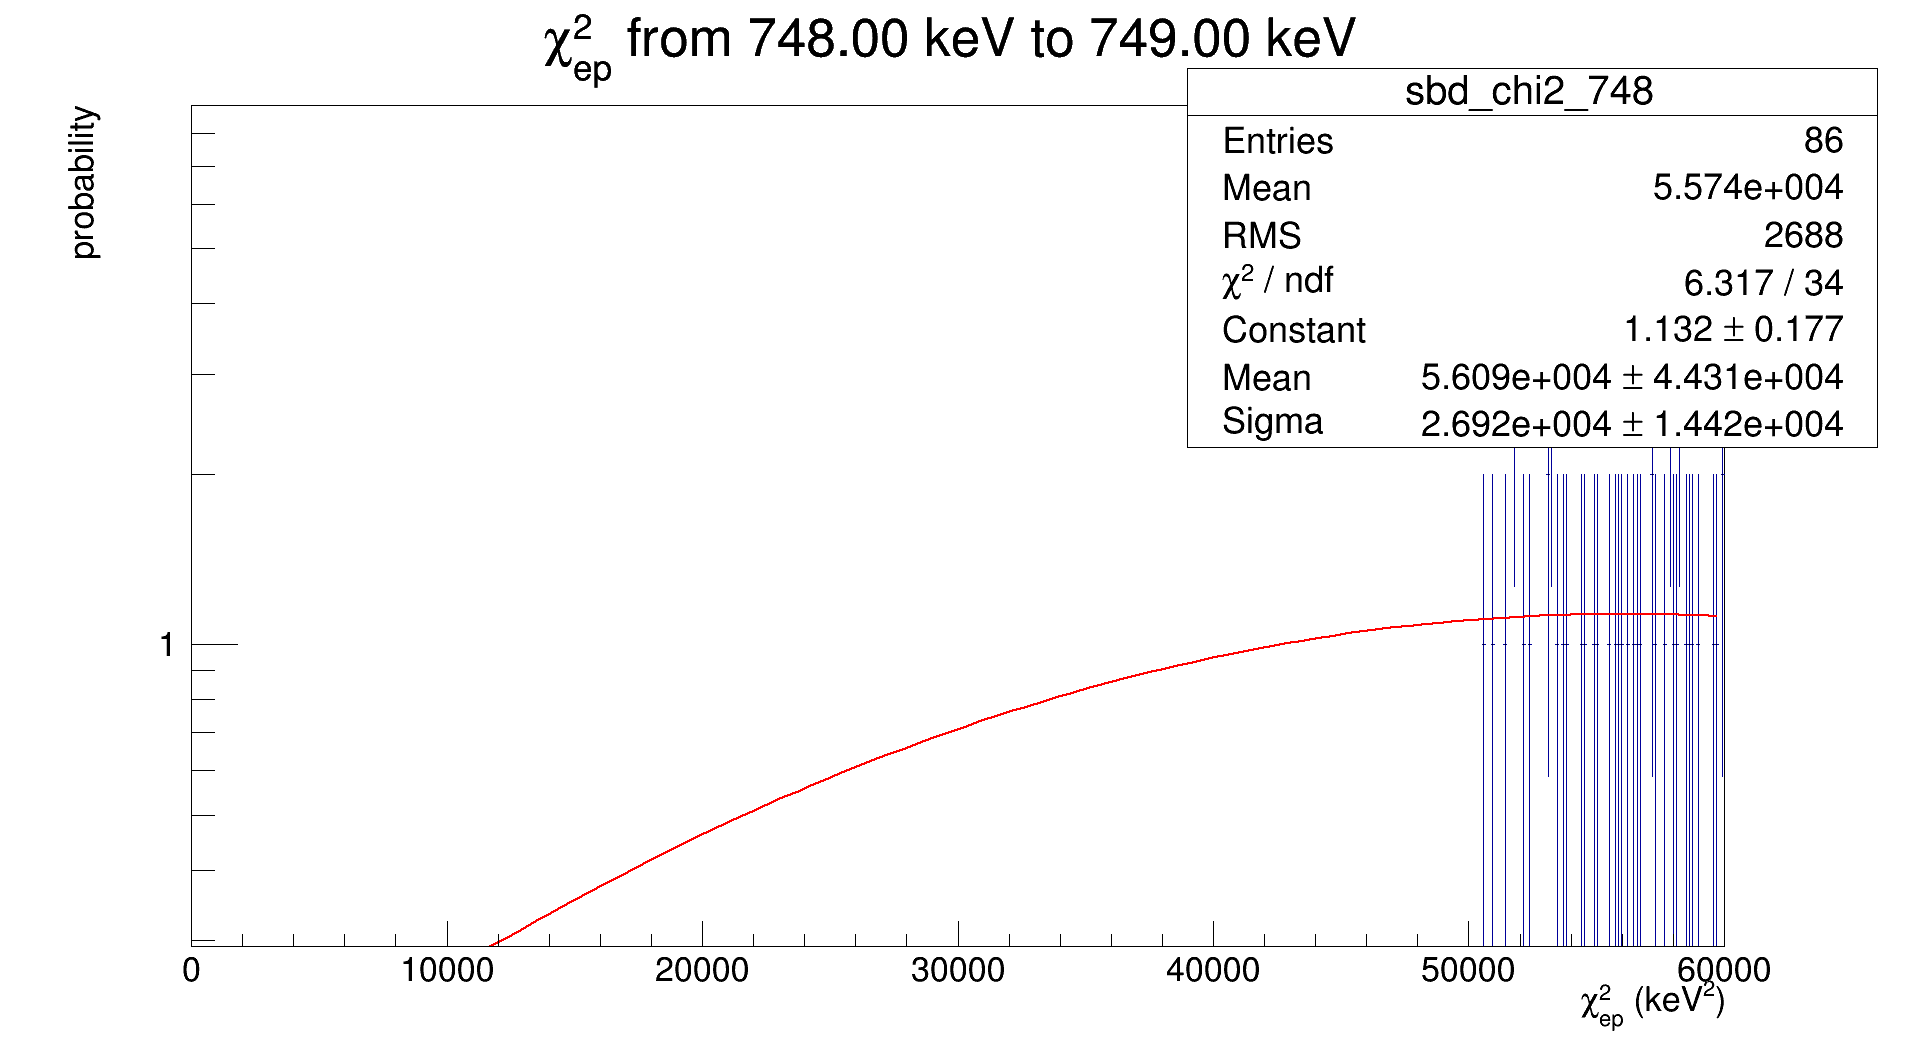 χ²ep from 748.00 keV to 749.00 keV
probability
sbd_chi2_748
Entries 86
Mean 5.574e+004
RMS 2688
χ² / ndf 6.317 / 34
Constant 1.132 ± 0.177
Mean 5.609e+004 ± 4.431e+004
Sigma 2.692e+004 ± 1.442e+004
1
0 10000 20000 30000 40000 50000 60000
χ²ep (keV²)